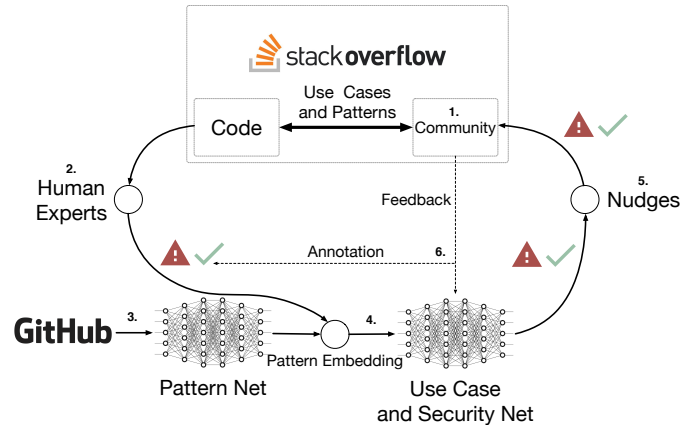 stackoverflow
Use Cases
and Patterns
Code
1.
Community
2.
Human
Experts
5.
Nudges
Feedback
Annotation
6.
GitHub
3.
4.
Pattern Embedding
Pattern Net
Use Case
and Security Net